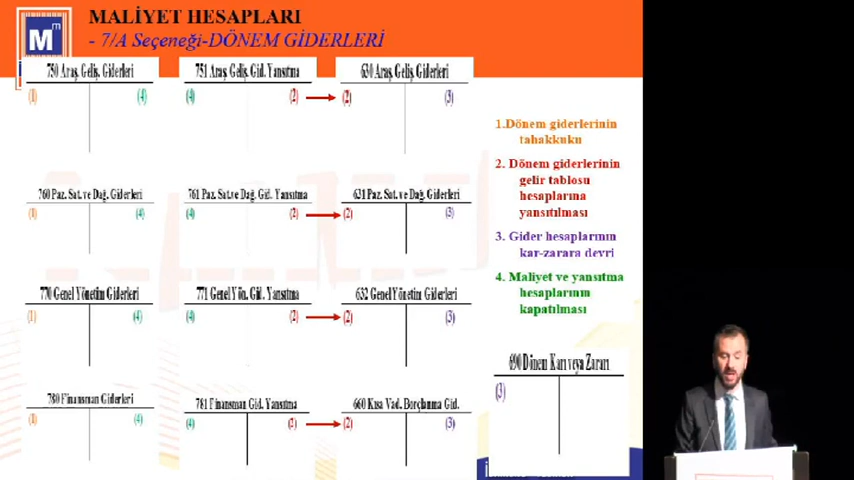 MALİYET HESAPLARI
- 7/A Seçeneği-DÖNEM GİDERLERİ
M m
750 Araş. Geliş. Giderleri
(1) (4)
751 Araş. Geliş. Gid. Yansıtma
(4) (2)
630 Araş. Geliş. Giderleri
(2) (3)
760 Paz. Sat. ve Dağ. Giderleri
(1) (4)
761 Paz. Sat. ve Dağ. Gid. Yansıtma
(4) (2)
631 Paz. Sat. ve Dağ. Giderleri
(2) (3)
770 Genel Yönetim Giderleri
(1) (4)
771 Genel Yön. Gid. Yansıtma
(4) (2)
632 Genel Yönetim Giderleri
(2) (3)
780 Finansman Giderleri
(1) (4)
781 Finansman Gid. Yansıtma
(4) (2)
660 Kısa Vad. Borçlanma Gid.
(2) (3)
1.Dönem giderlerinin
tahakkuku
2. Dönem giderlerinin
gelir tablosu
hesaplarına
yansıtılması
3. Gider hesaplarının
kar-zarara devri
4. Maliyet ve yansıtma
hesaplarının
kapatılması
690 Dönem Karı veya Zararı
(3)